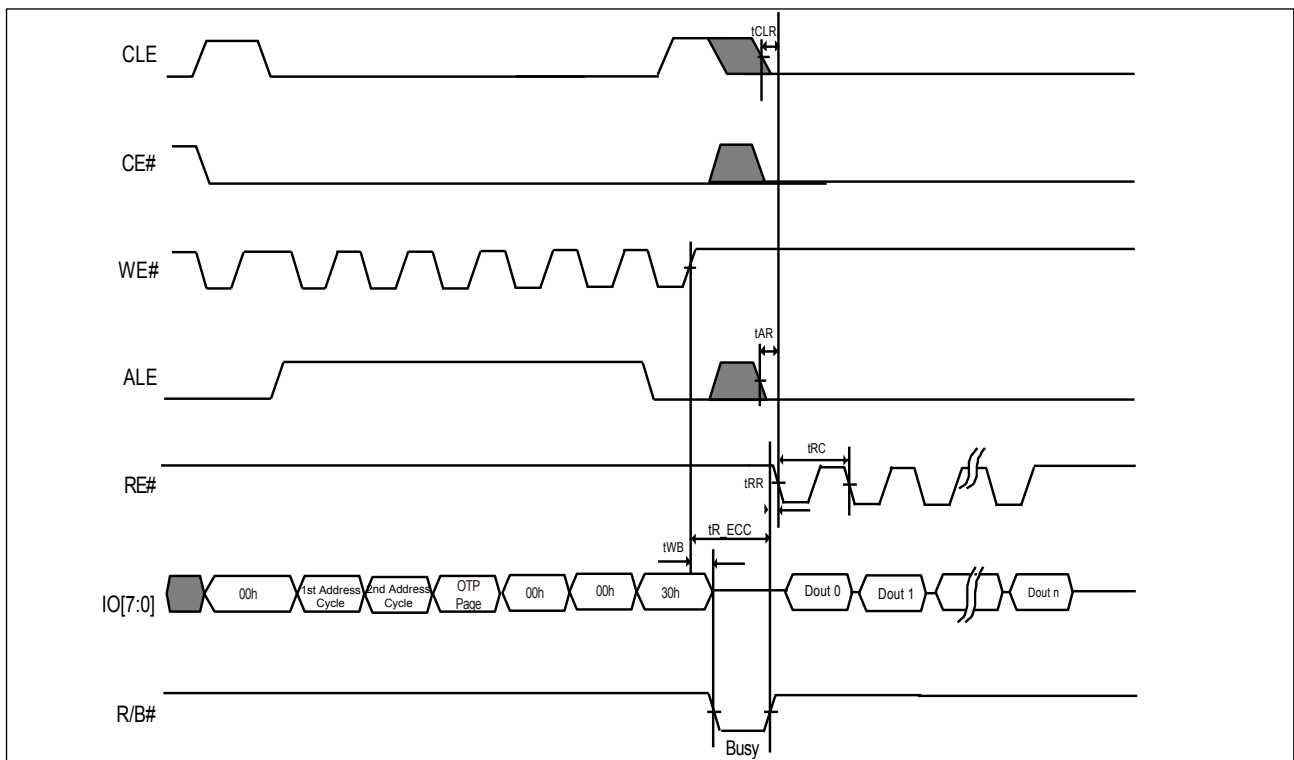 tCLR
CLE
CE#
WE#
tAR
ALE
tRC
RE#
tRR
tR_ECC
tWB
IO[7:0]
00h
1st Address
Cycle
2nd Address
Cycle
OTP
Page
00h
00h
30h
Dout 0
Dout 1
Dout n
R/B#
Busy